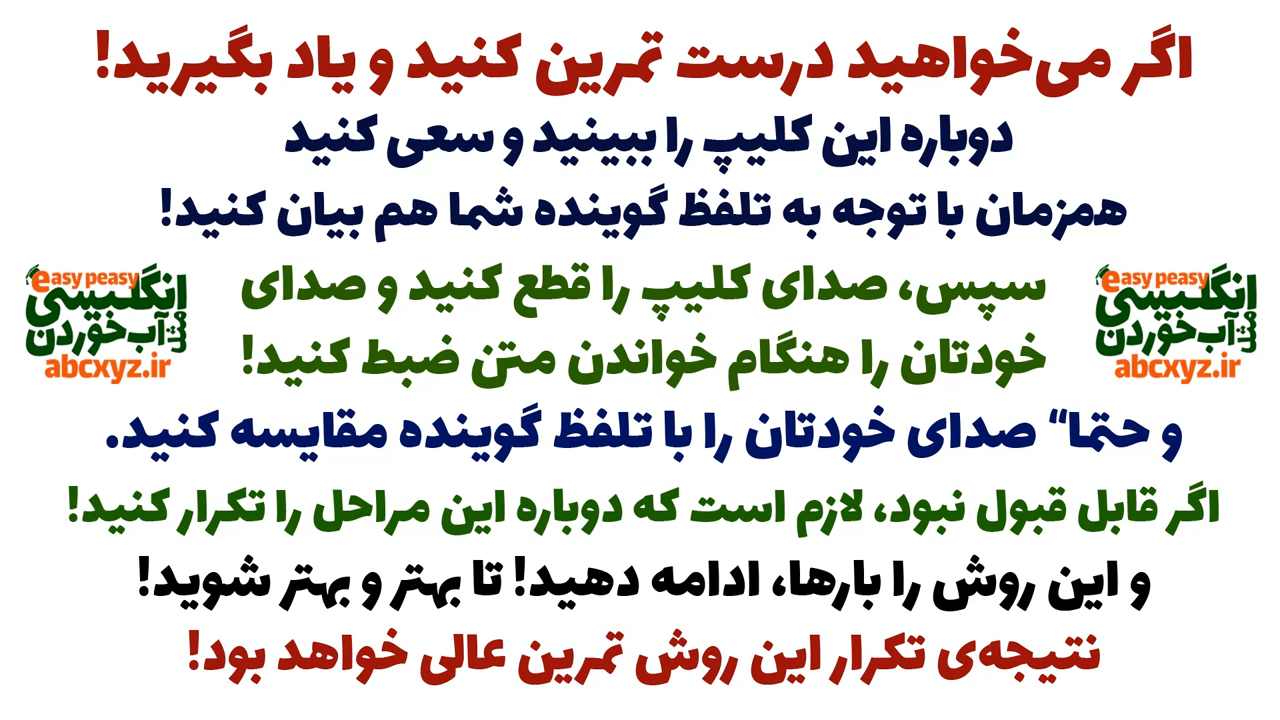 اگر می‌خواهید درست تمرین کنید و یاد بگیرید!
دوباره این کلیپ را ببینید و سعی کنید
همزمان با توجه به تلفظ گوینده شما هم بیان کنید!
سپس، صدای کلیپ را قطع کنید و صدای
خودتان را هنگام خواندن متن ضبط کنید!
و حتما“ صدای خودتان را با تلفظ گوینده مقایسه کنید.
اگر قابل قبول نبود، لازم است که دوباره این مراحل را تکرار کنید!
و این روش را بارها، ادامه دهید! تا بهتر و بهتر شوید!
نتیجه‌ی تکرار این روش تمرین عالی خواهد بود!
easy peasy
انگلیسی
مثل آب خوردن
abcxyz.ir
easy peasy
انگلیسی
مثل آب خوردن
abcxyz.ir